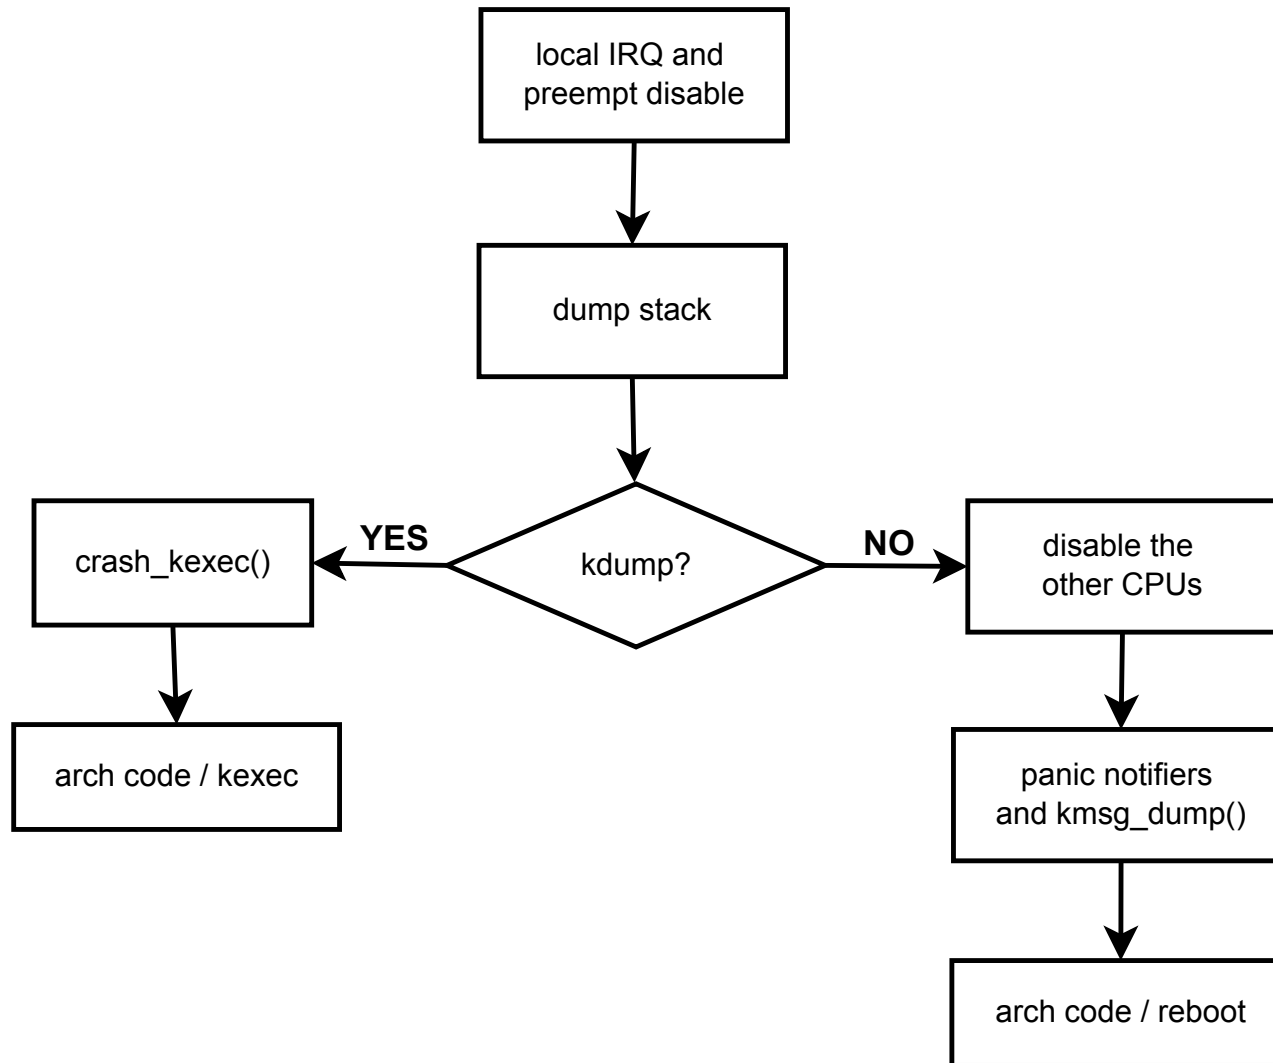 local IRQ and
preempt disable
dump stack
kdump?
YES
NO
crash_kexec()
disable the
other CPUs
arch code / kexec
panic notifiers
and kmsg_dump()
arch code / reboot